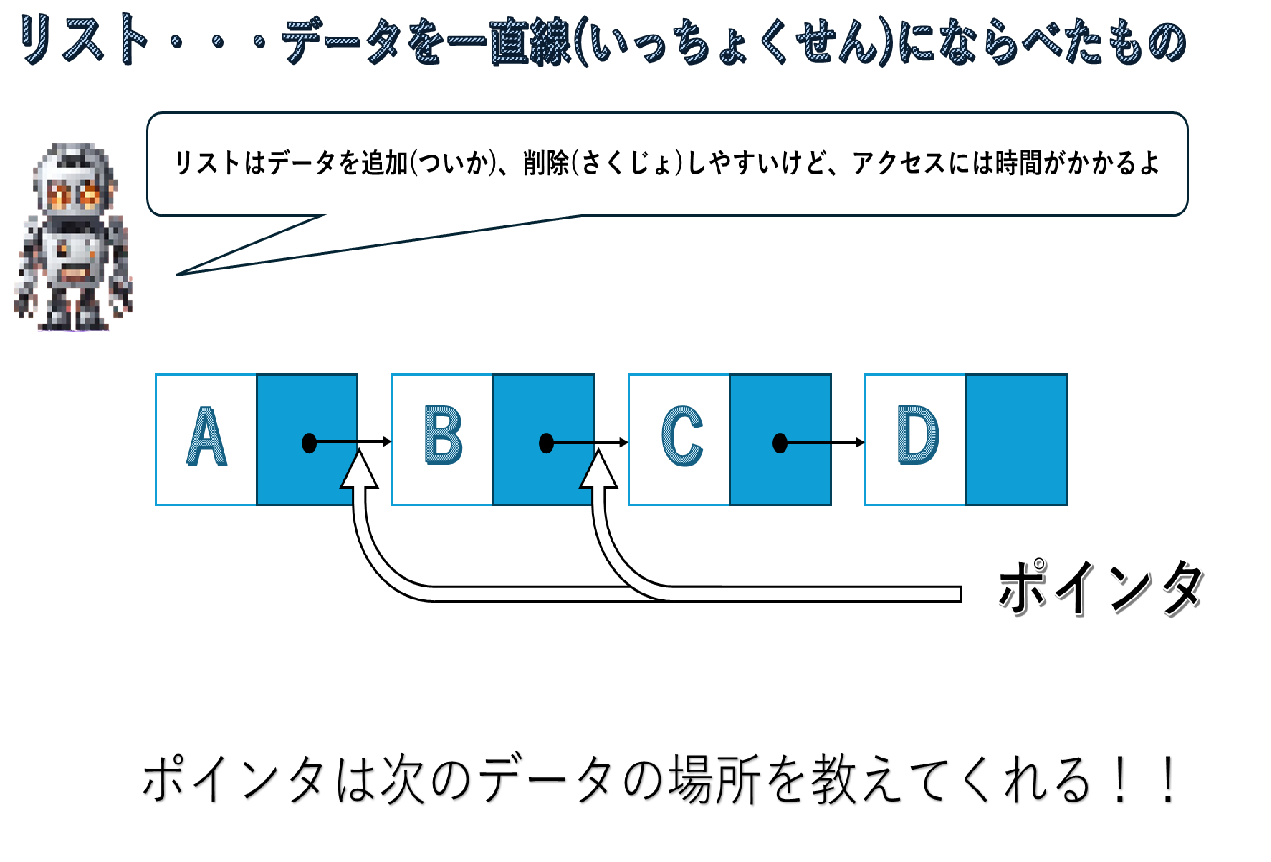 リスト・・・データを一直線(いっちょくせん)にならべたもの
リストはデータを追加(ついか)、削除(さくじょ)しやすいけど、アクセスには時間がかかるよ
A B C D
ポインタ
ポインタは次のデータの場所を教えてくれる！！